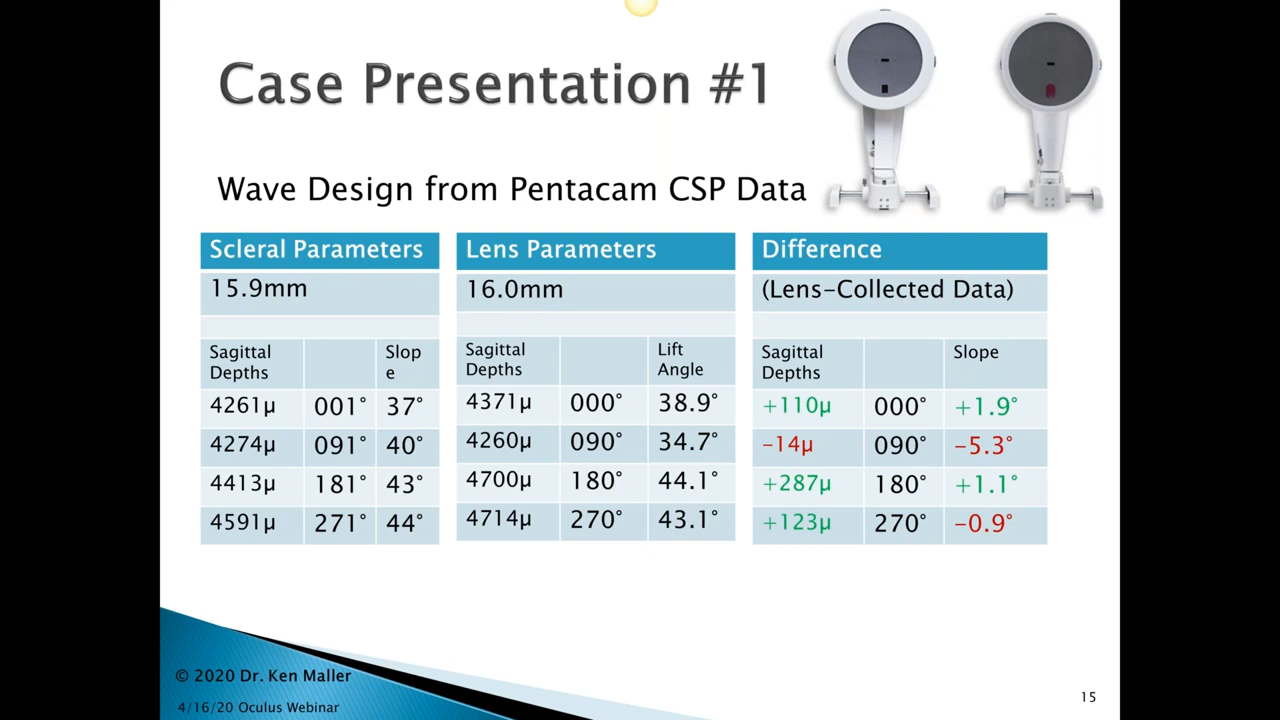 Case Presentation #1
Wave Design from Pentacam CSP Data
Scleral Parameters
15.9mm
Sagittal Depths Slope
4261µ 001° 37°
4274µ 091° 40°
4413µ 181° 43°
4591µ 271° 44°
Lens Parameters
16.0mm
Sagittal Depths Lift Angle
4371µ 000° 38.9°
4260µ 090° 34.7°
4700µ 180° 44.1°
4714µ 270° 43.1°
Difference
(Lens-Collected Data)
Sagittal Depths Slope
+110µ 000° +1.9°
-14µ 090° -5.3°
+287µ 180° +1.1°
+123µ 270° -0.9°
© 2020 Dr. Ken Maller
4/16/20 Oculus Webinar
15